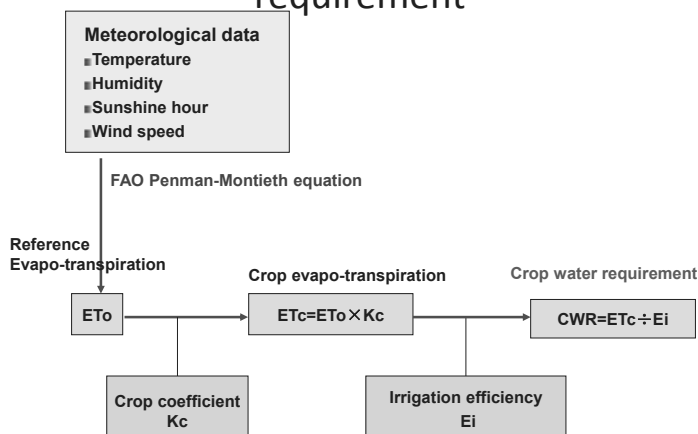 requirement
Meteorological data
Temperature
Humidity
Sunshine hour
Wind speed
FAO Penman-Montieth equation
Reference
Evapo-transpiration
Crop evapo-transpiration
Crop water requirement
ETo
ETc=ETo×Kc
CWR=ETc÷Ei
Crop coefficient
Kc
Irrigation efficiency
Ei